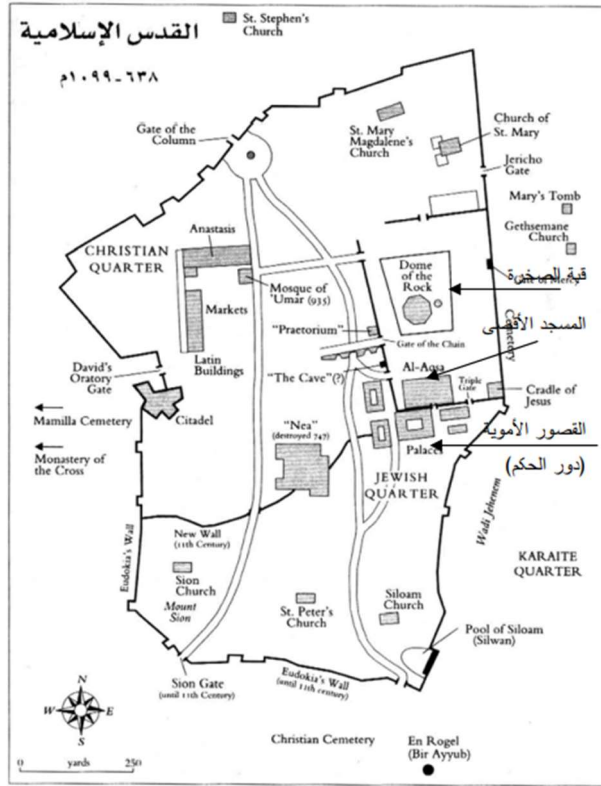 القدس الإسلامية
٦٣٨-١٠٩٩م
St. Stephen's
Church
Gate of the
Column
St. Mary
Magdalene's
Church
Church of
St. Mary
Jericho
Gate
Mary's Tomb
Gethsemane
Church
Anastasis
CHRISTIAN
QUARTER
Mosque of
'Umar (935)
Markets
Latin
Buildings
Dome
of the
Rock
قبة الصخرة
Gate of Mercy
"Praetorium"
Gate of the Chain
المسجد الأقصى
Cemetery
David's
Oratory
Gate
"The Cave"(?)
Al-Aqsa
Triple
Gate
Cradle of
Jesus
Citadel
Mamilla Cemetery
Monastery
of the Cross
"Nea"
(destroyed 747)
القصور الأموية
Palaces
(دور الحكم)
JEWISH
QUARTER
Wadi Jehenem
KARAITE
QUARTER
Eudokia's Wall
New Wall
(11th Century)
Sion
Church
Mount
Sion
St. Peter's
Church
Siloam
Church
Pool of Siloam
(Silwan)
Sion Gate
(until 11th Century)
Eudokia's Wall
(until 11th century)
N
W
E
S
0 yards 250
Christian Cemetery
En Rogel
(Bir Ayyub)